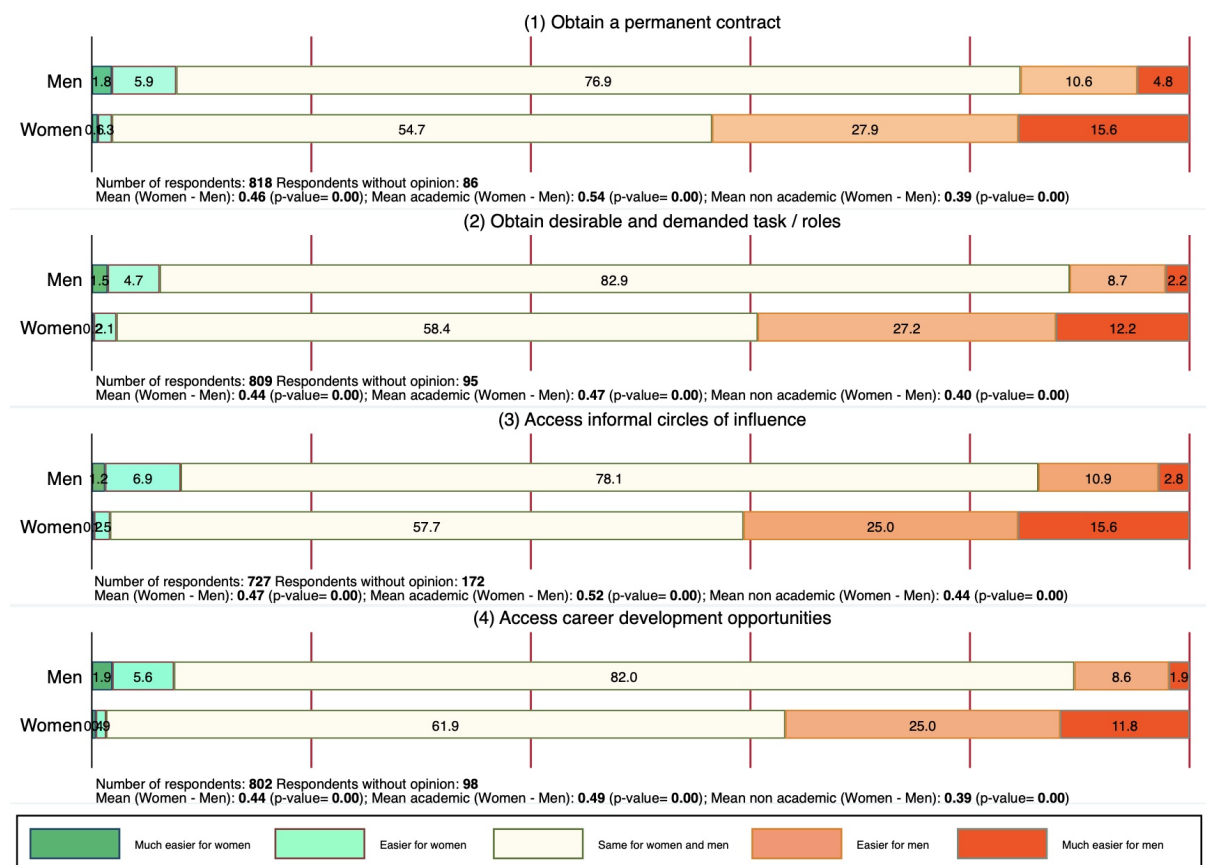 (1) Obtain a permanent contract
Men 1.8 5.9 76.9 10.6 4.8
Women 54.7 27.9 15.6
Number of respondents: 818 Respondents without opinion: 86
Mean (Women - Men): 0.46 (p-value= 0.00); Mean academic (Women - Men): 0.54 (p-value= 0.00); Mean non academic (Women - Men): 0.39 (p-value= 0.00)
(2) Obtain desirable and demanded task / roles
Men 1.5 4.7 82.9 8.7 2.2
Women 2.1 58.4 27.2 12.2
Number of respondents: 809 Respondents without opinion: 95
Mean (Women - Men): 0.44 (p-value= 0.00); Mean academic (Women - Men): 0.47 (p-value= 0.00); Mean non academic (Women - Men): 0.40 (p-value= 0.00)
(3) Access informal circles of influence
Men 1.2 6.9 78.1 10.9 2.8
Women 57.7 25.0 15.6
Number of respondents: 727 Respondents without opinion: 172
Mean (Women - Men): 0.47 (p-value= 0.00); Mean academic (Women - Men): 0.52 (p-value= 0.00); Mean non academic (Women - Men): 0.44 (p-value= 0.00)
(4) Access career development opportunities
Men 1.9 5.6 82.0 8.6 1.9
Women 61.9 25.0 11.8
Number of respondents: 802 Respondents without opinion: 98
Mean (Women - Men): 0.44 (p-value= 0.00); Mean academic (Women - Men): 0.49 (p-value= 0.00); Mean non academic (Women - Men): 0.39 (p-value= 0.00)
Much easier for women Easier for women Same for women and men Easier for men Much easier for men